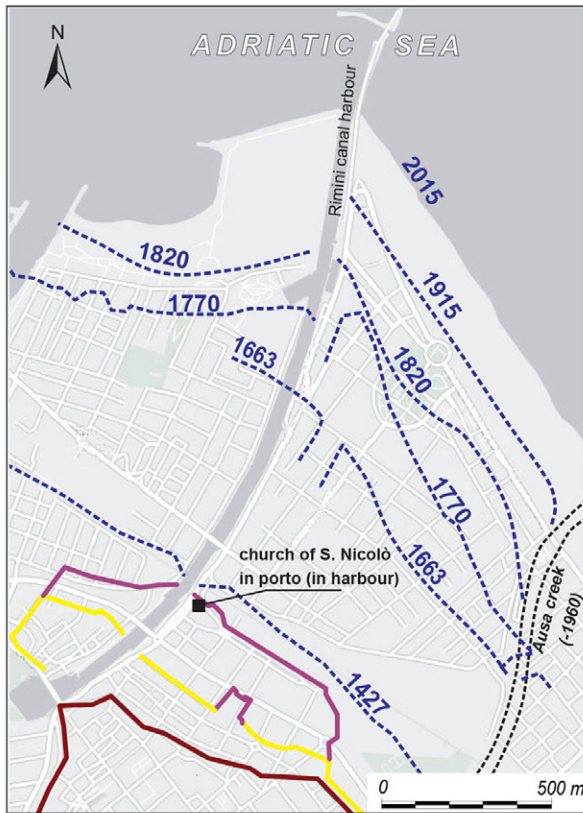 ADRIATIC SEA
N
Rimini canal harbour
2015
1820
1915
1770
1663
1820
1770
1663
church of S. Nicolò
in porto (in harbour)
Ausa creek
(-1960)
1427
0 500 m